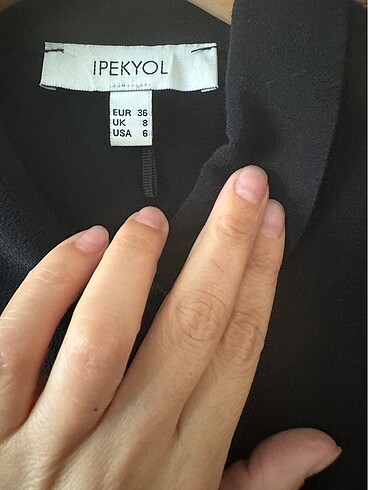 IPEKYOL
EUR 36
UK 8
USA 6